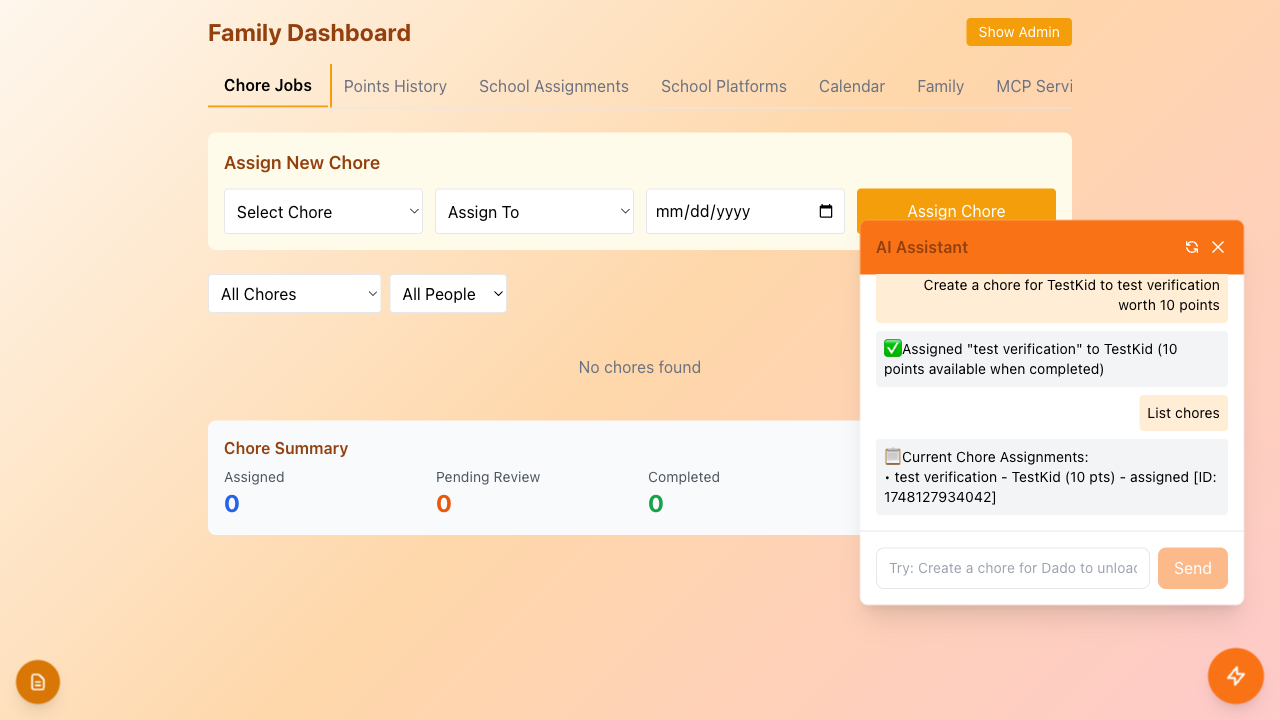 Family Dashboard
Show Admin
Chore Jobs
Points History
School Assignments
School Platforms
Calendar
Family
MCP Servi
Assign New Chore
Select Chore
Assign To
mm/dd/yyyy
Assign Chore
All Chores
All People
No chores found
Chore Summary
Assigned
Pending Review
Completed
0
0
0
AI Assistant
Create a chore for TestKid to test verification
worth 10 points
✅Assigned "test verification" to TestKid (10
points available when completed)
List chores
📋Current Chore Assignments:
• test verification - TestKid (10 pts) - assigned [ID:
1748127934042]
Try: Create a chore for Dado to unload
Send